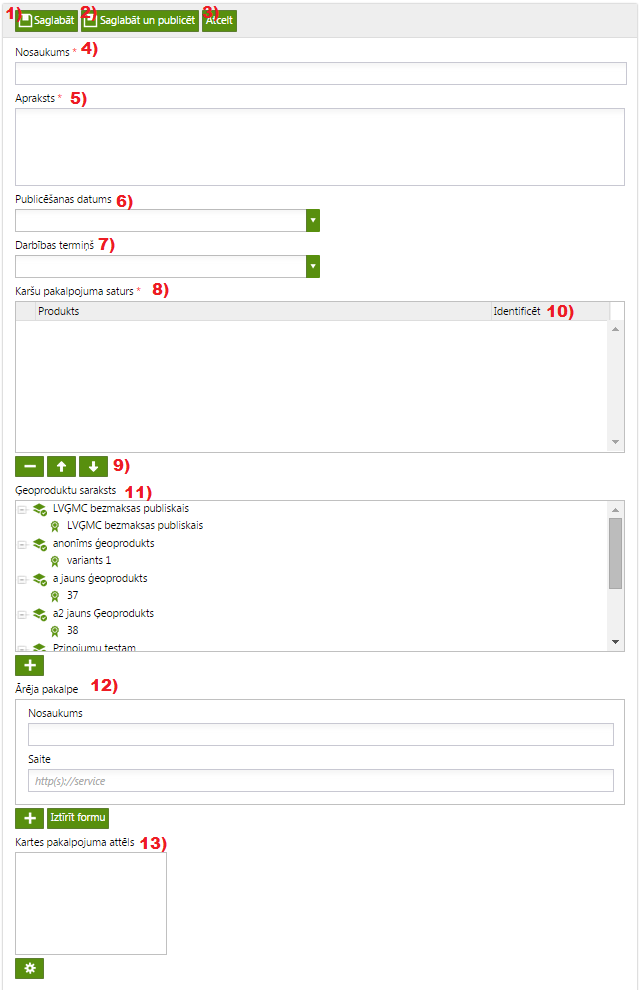 1) Saglabāt 2) Saglabāt un publicēt 3) Atcelt
Nosaukums * 4)
Apraksts * 5)
Publicēšanas datums 6)
Darbības termiņš 7)
Karšu pakalpojuma saturs * 8)
Produkts Identificēt 10)
9)
Ģeoproduktu saraksts 11)
LVĢMC bezmaksas publiskais
LVĢMC bezmaksas publiskais
anonīms ģeoprodukts
variants 1
a jauns ģeoprodukts
37
a2 jauns Ģeoprodukts
38
Pziņojumu testam
Ārēja pakalpe 12)
Nosaukums
Saite
http(s)://service
Iztīrīt formu
Kartes pakalpojuma attēls 13)